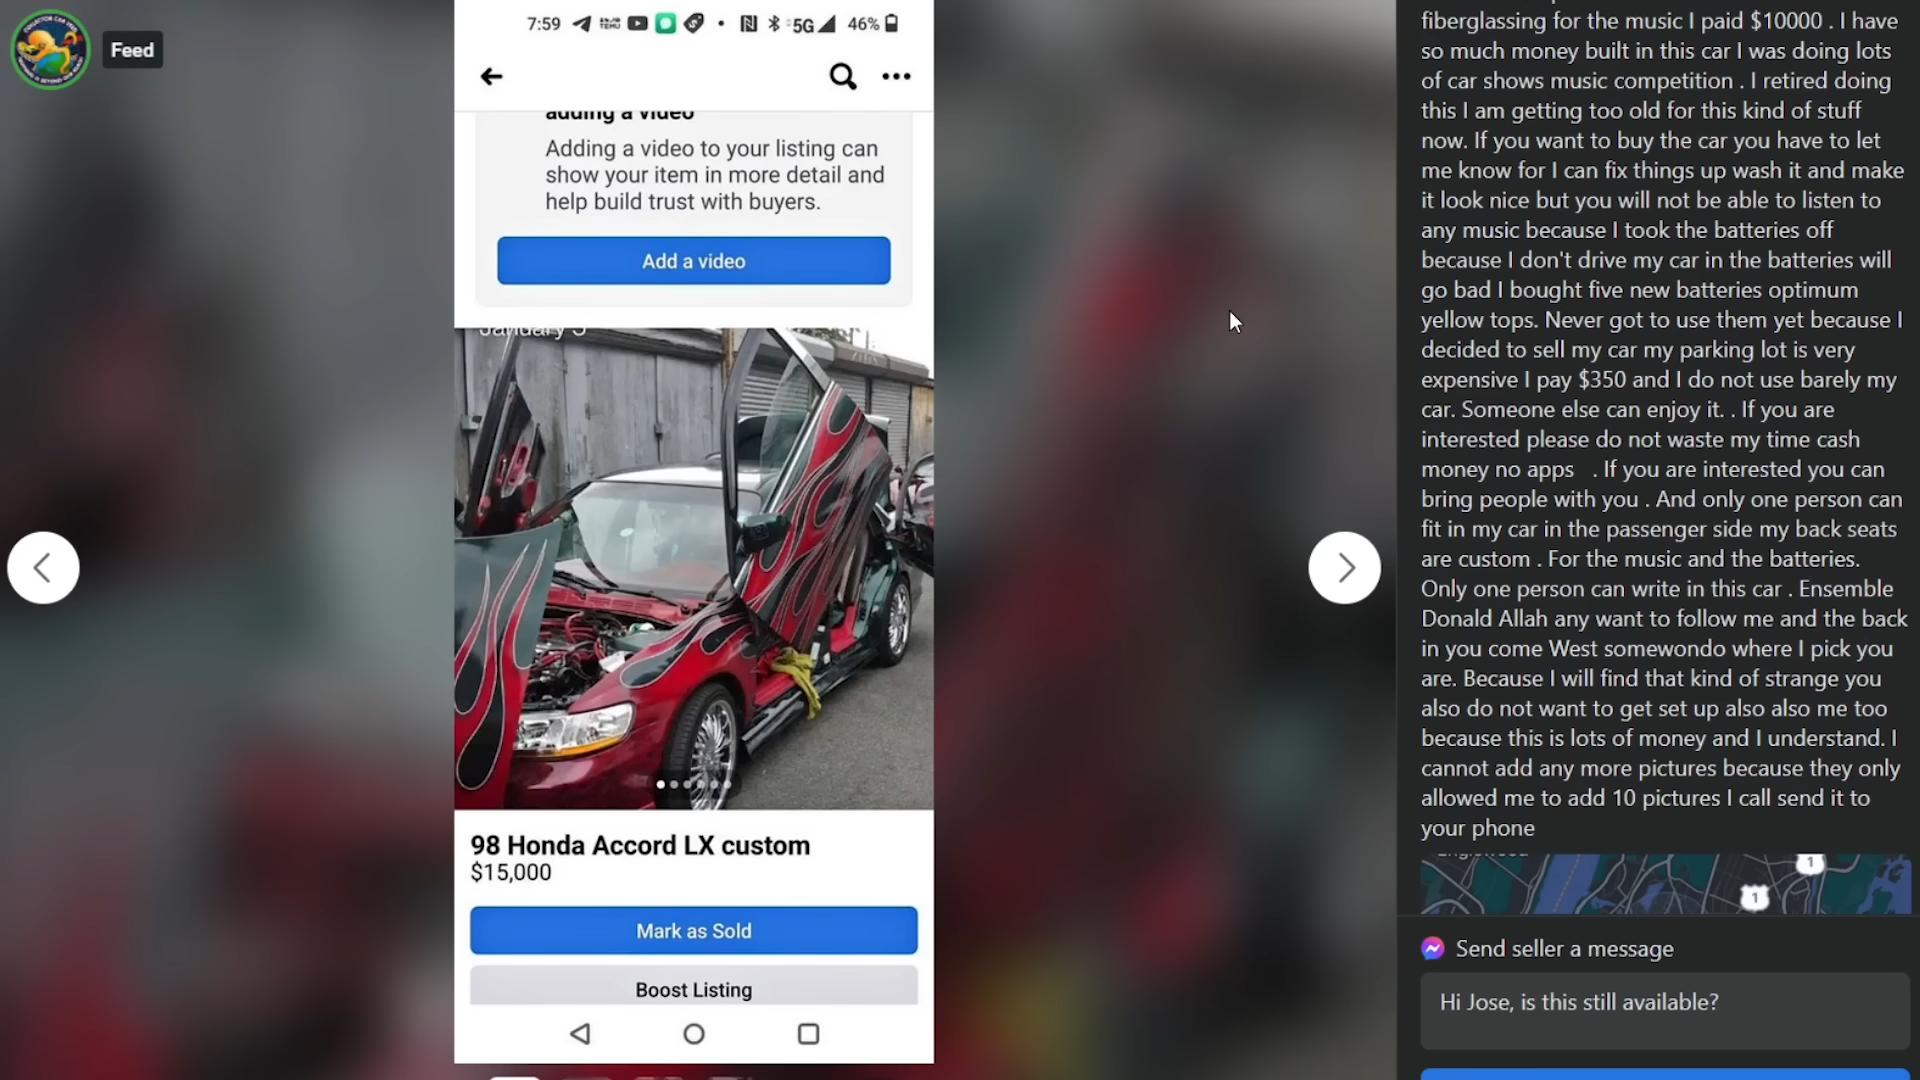 Feed
7:59
5G
46%
adding a video
Adding a video to your listing can
show your item in more detail and
help build trust with buyers.
Add a video
January 3
98 Honda Accord LX custom
$15,000
Mark as Sold
Boost Listing
fiberglassing for the music I paid $10000 . I have
so much money built in this car I was doing lots
of car shows music competition . I retired doing
this I am getting too old for this kind of stuff
now. If you want to buy the car you have to let
me know for I can fix things up wash it and make
it look nice but you will not be able to listen to
any music because I took the batteries off
because I don't drive my car in the batteries will
go bad I bought five new batteries optimum
yellow tops. Never got to use them yet because I
decided to sell my car my parking lot is very
expensive I pay $350 and I do not use barely my
car. Someone else can enjoy it. . If you are
interested please do not waste my time cash
money no apps . If you are interested you can
bring people with you . And only one person can
fit in my car in the passenger side my back seats
are custom . For the music and the batteries.
Only one person can write in this car . Ensemble
Donald Allah any want to follow me and the back
in you come West somewondo where I pick you
are. Because I will find that kind of strange you
also do not want to get set up also also me too
because this is lots of money and I understand. I
cannot add any more pictures because they only
allowed me to add 10 pictures I call send it to
your phone
1
1
Send seller a message
Hi Jose, is this still available?